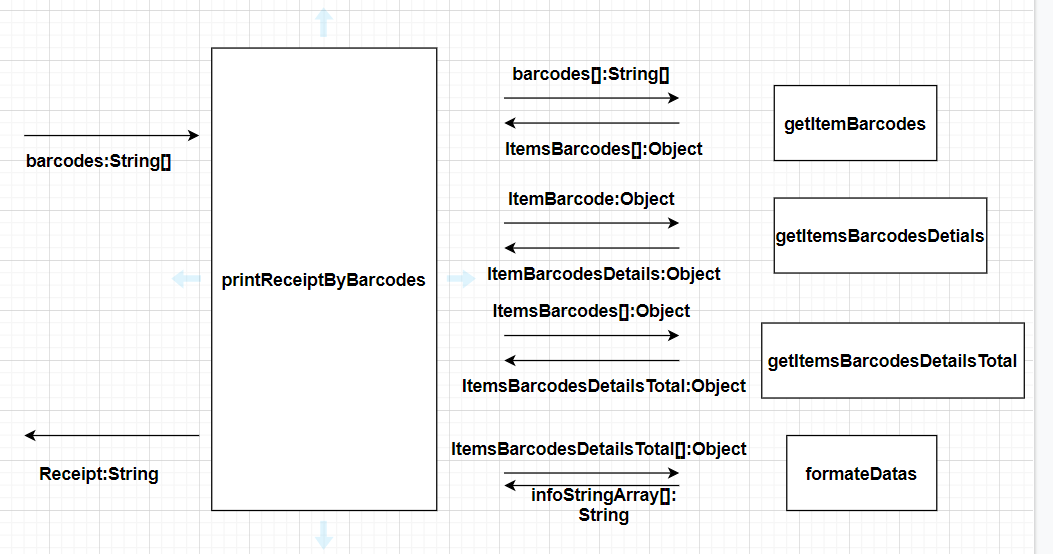 barcodes[]:String[]
getItemBarcodes
barcodes:String[]
ItemsBarcodes[]:Object
ItemBarcode:Object
getItemsBarcodesDetials
ItemBarcodesDetails:Object
printReceiptByBarcodes
ItemsBarcodes[]:Object
getItemsBarcodesDetailsTotal
ItemsBarcodesDetailsTotal:Object
ItemsBarcodesDetailsTotal[]:Object
Receipt:String
formateDatas
infoStringArray[]:
String